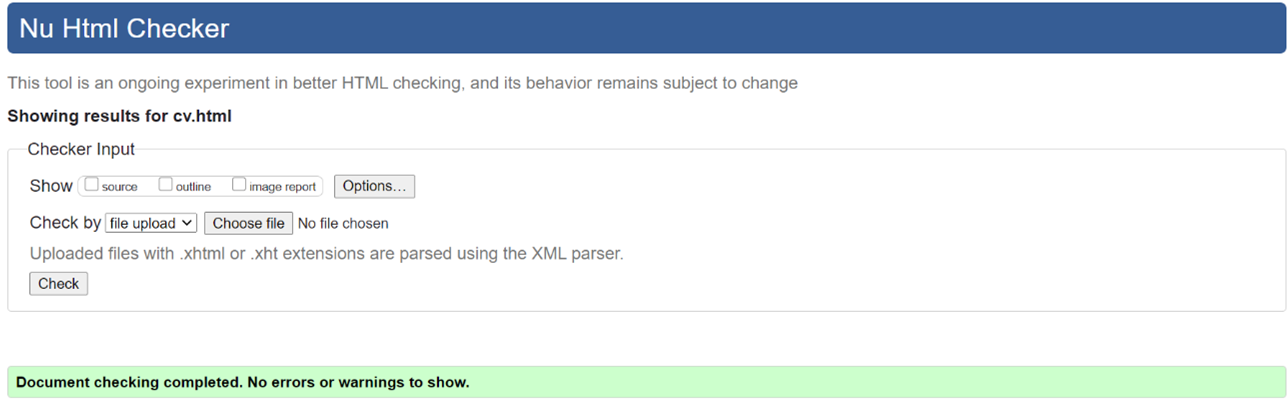 Nu Html Checker
This tool is an ongoing experiment in better HTML checking, and its behavior remains subject to change
Showing results for cv.html
Checker Input
Show source outline image report Options...
Check by file upload Choose file No file chosen
Uploaded files with .xhtml or .xht extensions are parsed using the XML parser.
Check
Document checking completed. No errors or warnings to show.